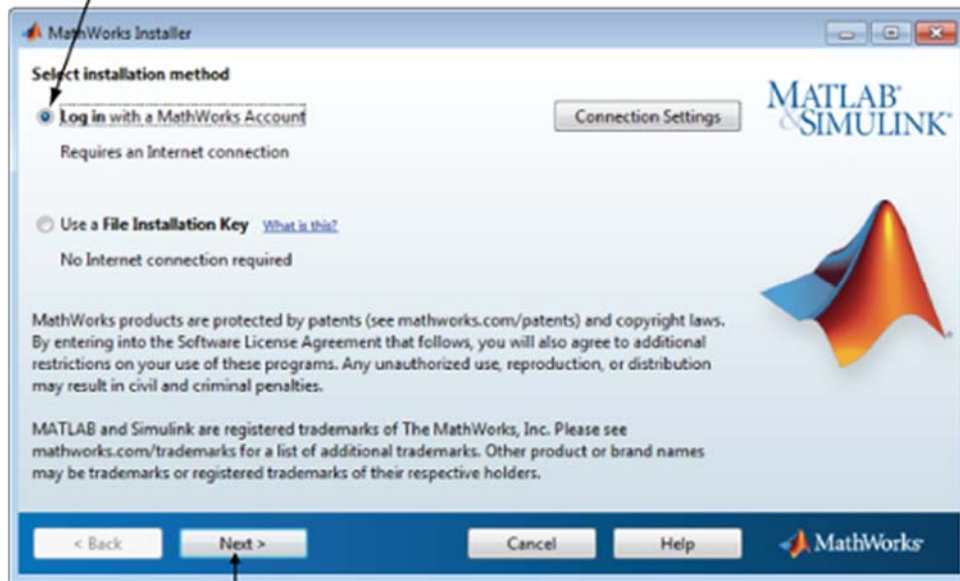 MathWorks Installer
Select installation method
Log in with a MathWorks Account
Connection Settings
MATLAB®
&SIMULINK®
Requires an Internet connection
Use a File Installation Key What is this?
No Internet connection required
MathWorks products are protected by patents (see mathworks.com/patents) and copyright laws.
By entering into the Software License Agreement that follows, you will also agree to additional
restrictions on your use of these programs. Any unauthorized use, reproduction, or distribution
may result in civil and criminal penalties.
MATLAB and Simulink are registered trademarks of The MathWorks, Inc. Please see
mathworks.com/trademarks for a list of additional trademarks. Other product or brand names
may be trademarks or registered trademarks of their respective holders.
< Back
Next >
Cancel
Help
MathWorks®